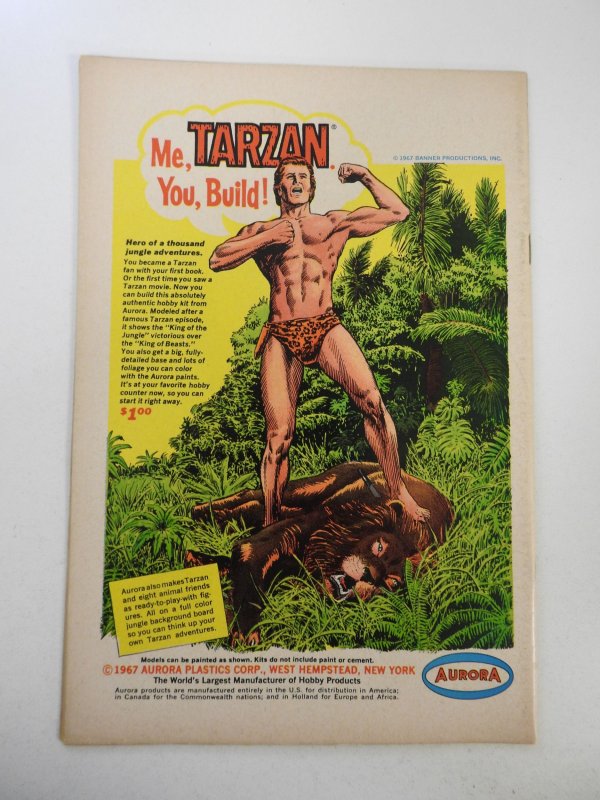 Me, TARZAN®.
You, Build!
© 1967 BANNER PRODUCTIONS, INC.
Hero of a thousand
jungle adventures.
You became a Tarzan
fan with your first book.
Or the first time you saw a
Tarzan movie. Now you
can build this absolutely
authentic hobby kit from
Aurora. Modeled after a
famous Tarzan episode,
it shows the "King of the
Jungle" victorious over
the "King of Beasts."
You also get a big, fully-
detailed base and lots of
foliage you can color
with the Aurora paints.
It's at your favorite hobby
counter now, so you can
start it right away.
$1.00
Aurora also makes Tarzan
and eight animal friends
as ready-to-play-with fig-
ures. All on a full color
jungle background board
so you can think up your
own Tarzan adventures.
Models can be painted as shown. Kits do not include paint or cement.
© 1967 AURORA PLASTICS CORP., WEST HEMPSTEAD, NEW YORK
The World's Largest Manufacturer of Hobby Products
Aurora products are manufactured entirely in the U.S. for distribution in America;
in Canada for the Commonwealth nations; and in Holland for Europe and Africa.
AURORA